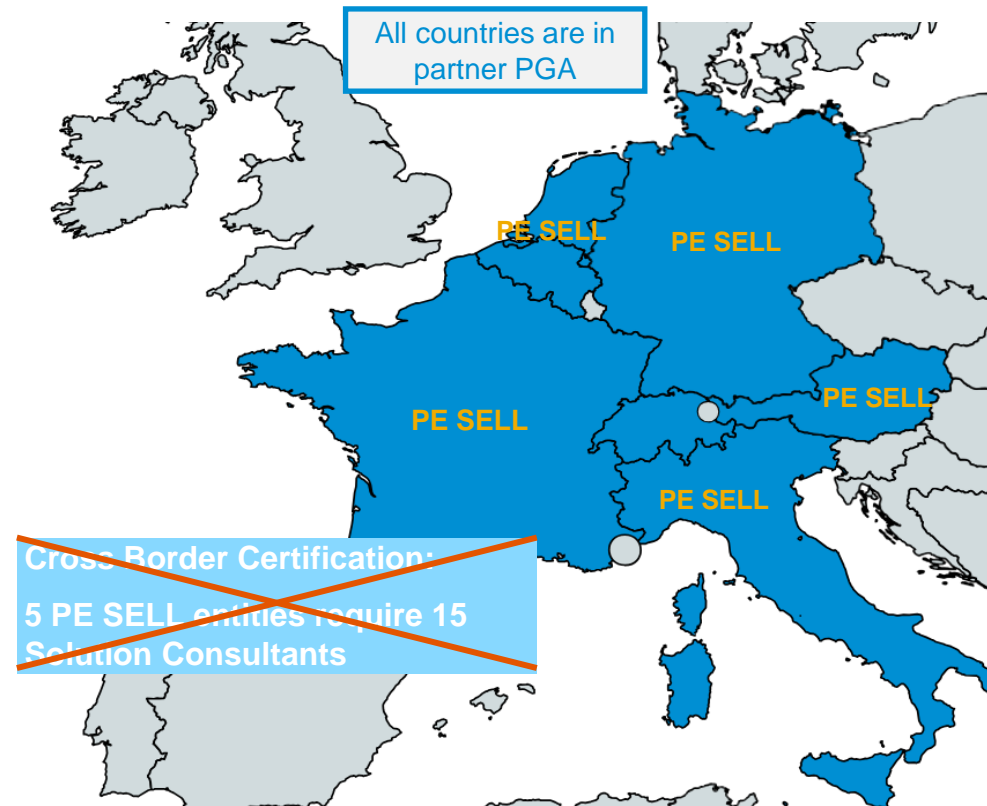 All countries are in
partner PGA
PE SELL
PE SELL
PE SELL
PE SELL
PE SELL
Cross Border Certification:
5 PE SELL entities require 15
Solution Consultants